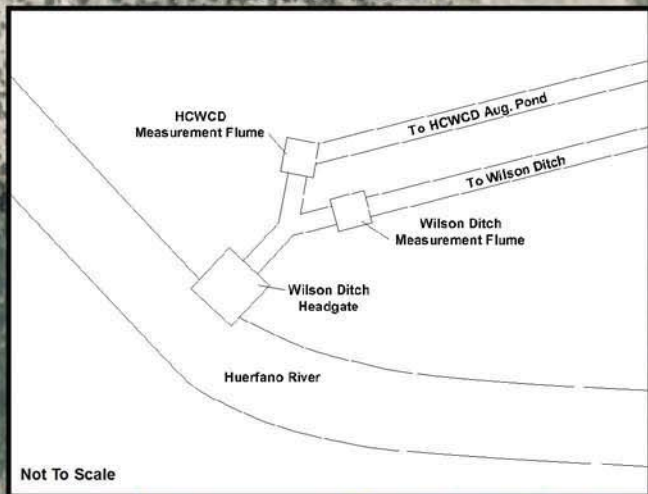 HCWCD
Measurement Flume
To HCWCD Aug. Pond
To Wilson Ditch
Wilson Ditch
Measurement Flume
Wilson Ditch
Headgate
Huerfano River
Not To Scale